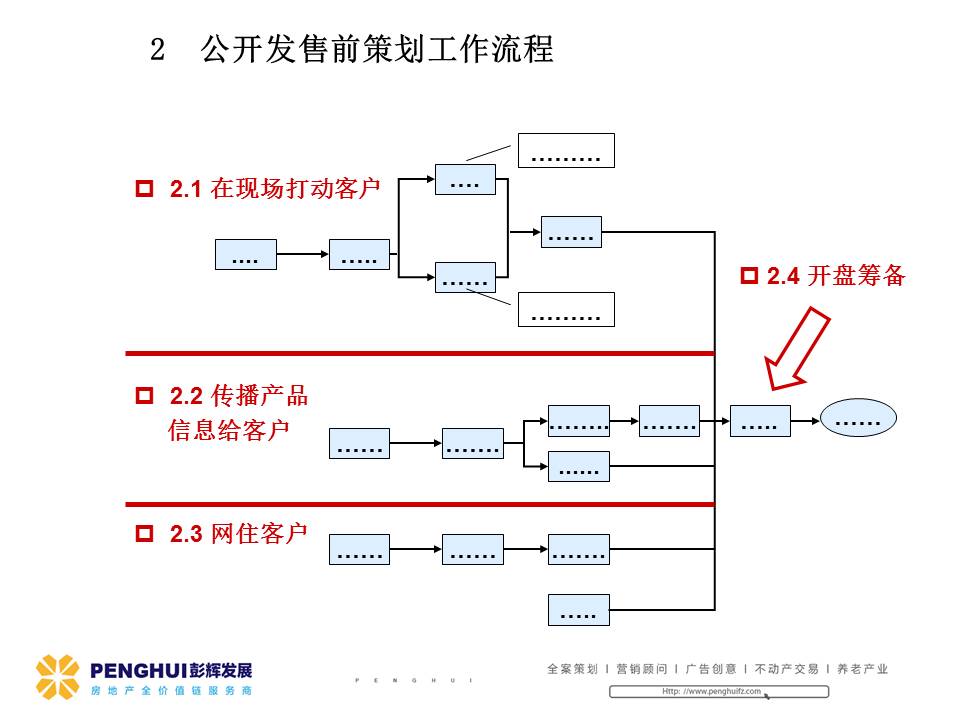 2 公开发售前策划工作流程
………
2.1 在现场打动客户
….
……
….
…..
……
………
2.4 开盘筹备
2.2 传播产品
信息给客户
……..
…….
…..
……
……
…….
……
2.3 网住客户
……
……
…….
…..
PENGHUI彭辉发展
房地产全价值链服务商
PENGHUI
全案策划 | 营销顾问 | 广告创意 | 不动产交易 | 养老产业
Http: //www.penghuifz.com